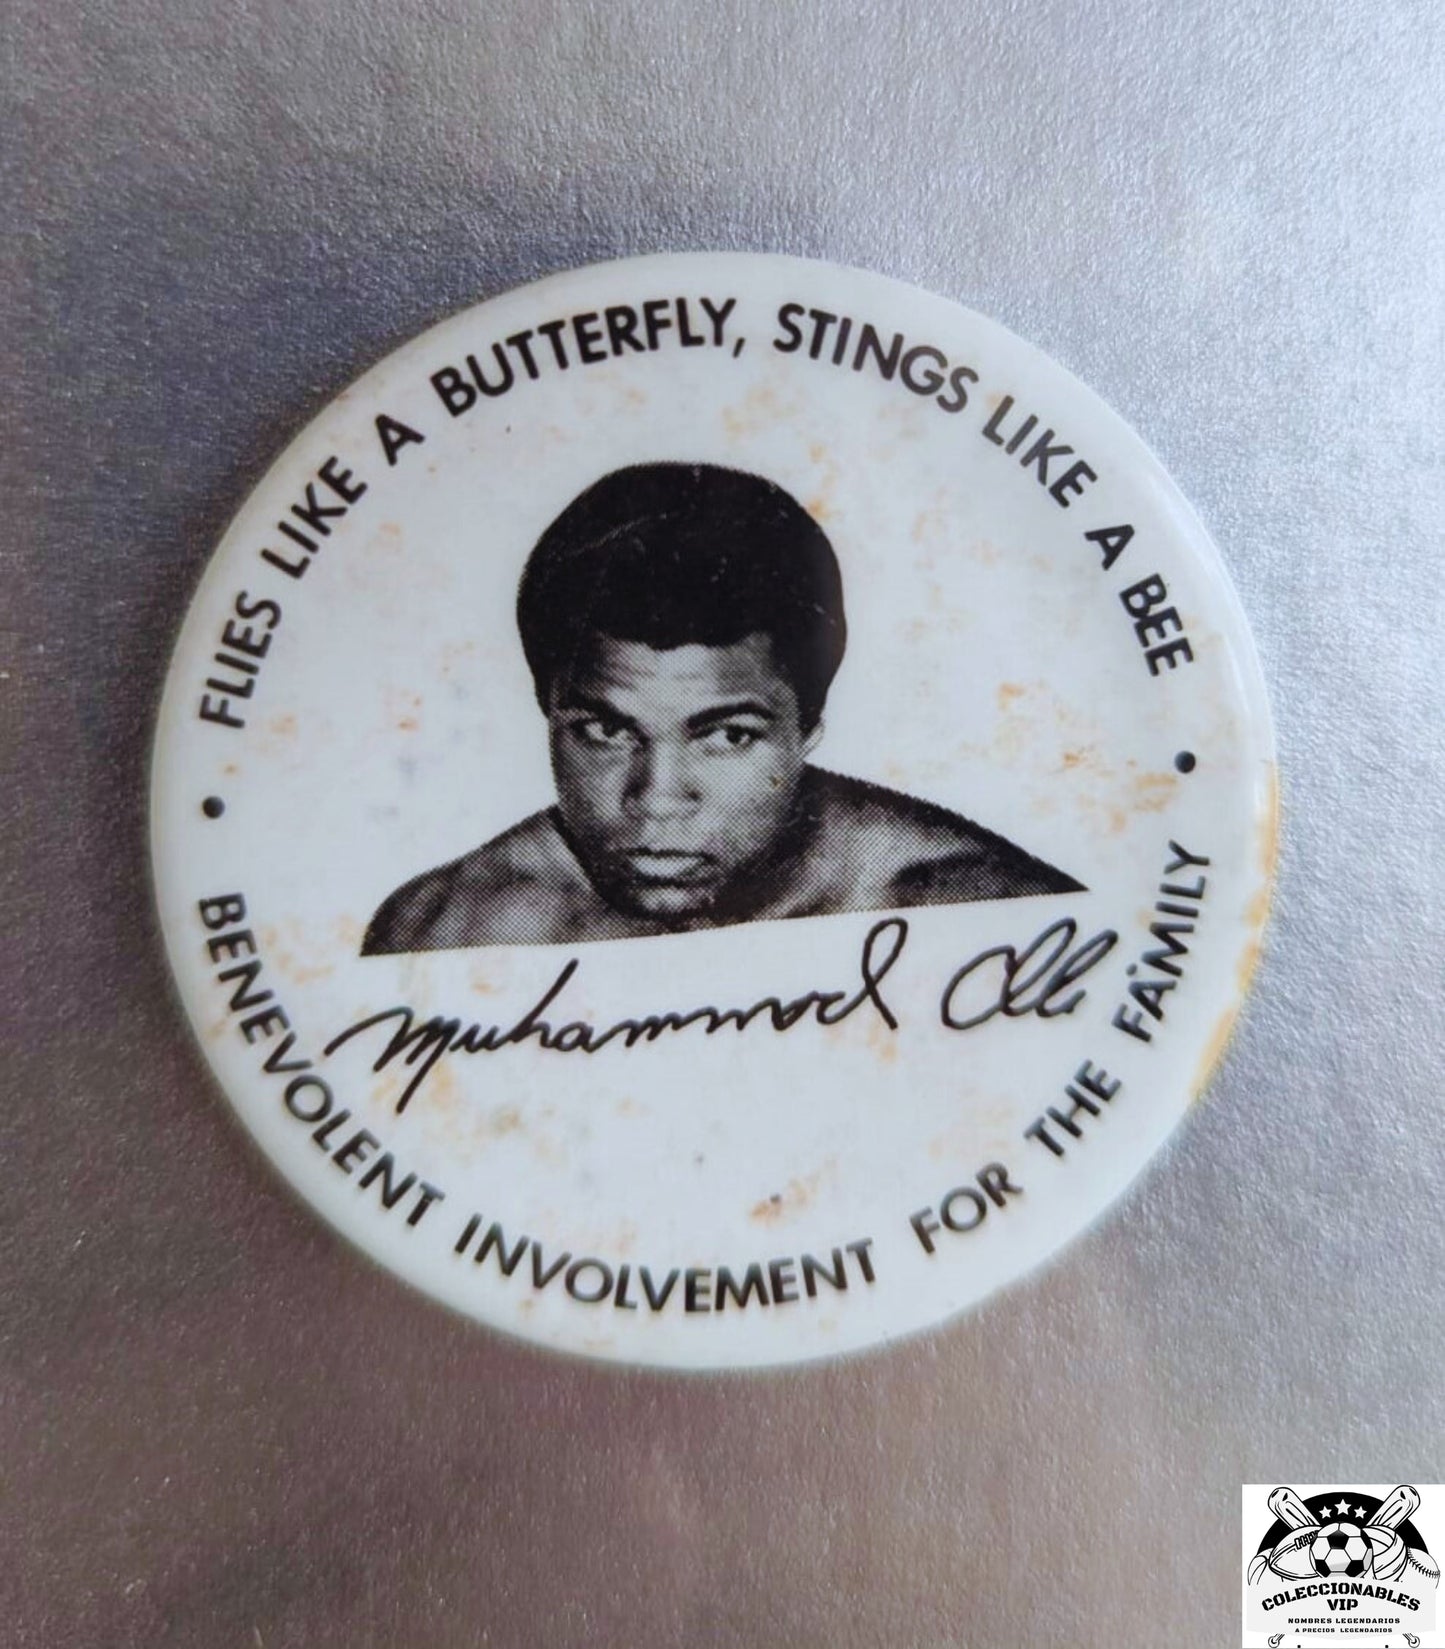 FLIES LIKE A BUTTERFLY, STINGS LIKE A BEE
Muhammad Ali
BENEVOLENT INVOLVEMENT FOR THE FAMILY
COLECCIONABLES
VIP
NOMBRES LEGENDARIOS
A PRECIOS LEGENDARIOS